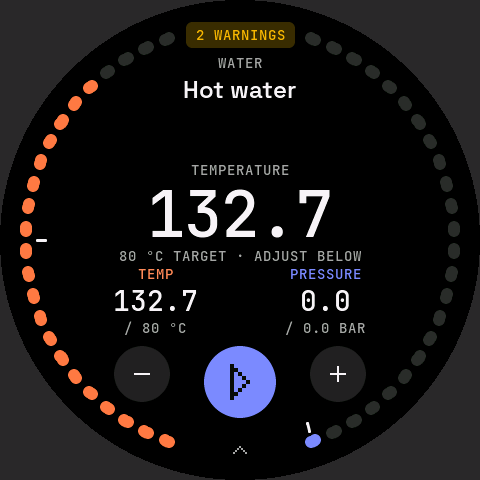 2 WARNINGS
WATER
Hot water
TEMPERATURE
132.7
80 °C TARGET · ADJUST BELOW
TEMP PRESSURE
132.7 0.0
/ 80 °C / 0.0 BAR